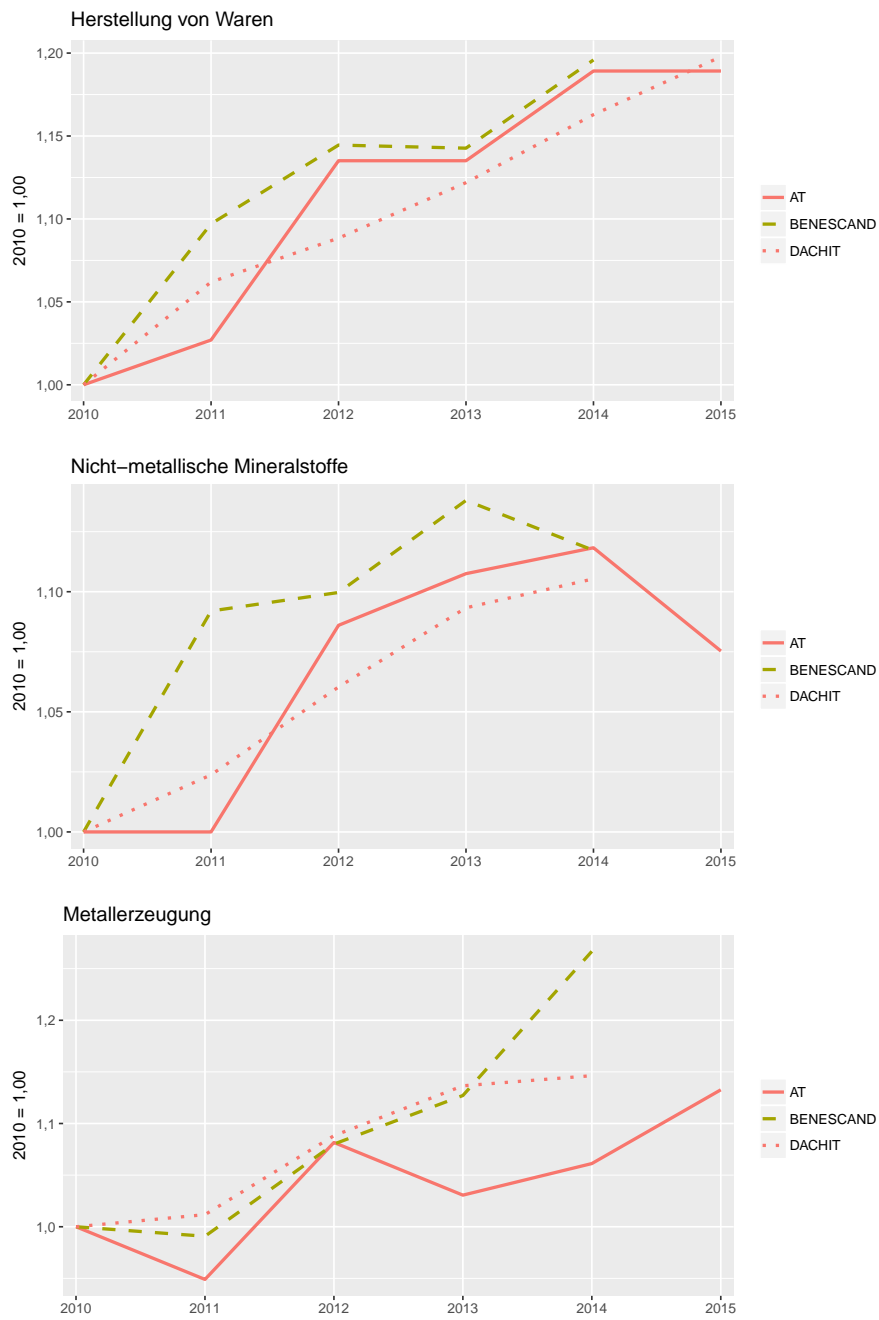 Herstellung von Waren
1,20
1,15
1,10
1,05
1,00
2010 = 1,00
2010 2011 2012 2013 2014 2015
AT
BENESCAND
DACHIT
Nicht−metallische Mineralstoffe
1,10
1,05
1,00
2010 = 1,00
2010 2011 2012 2013 2014 2015
AT
BENESCAND
DACHIT
Metallerzeugung
1,2
1,1
1,0
2010 = 1,00
2010 2011 2012 2013 2014 2015
AT
BENESCAND
DACHIT